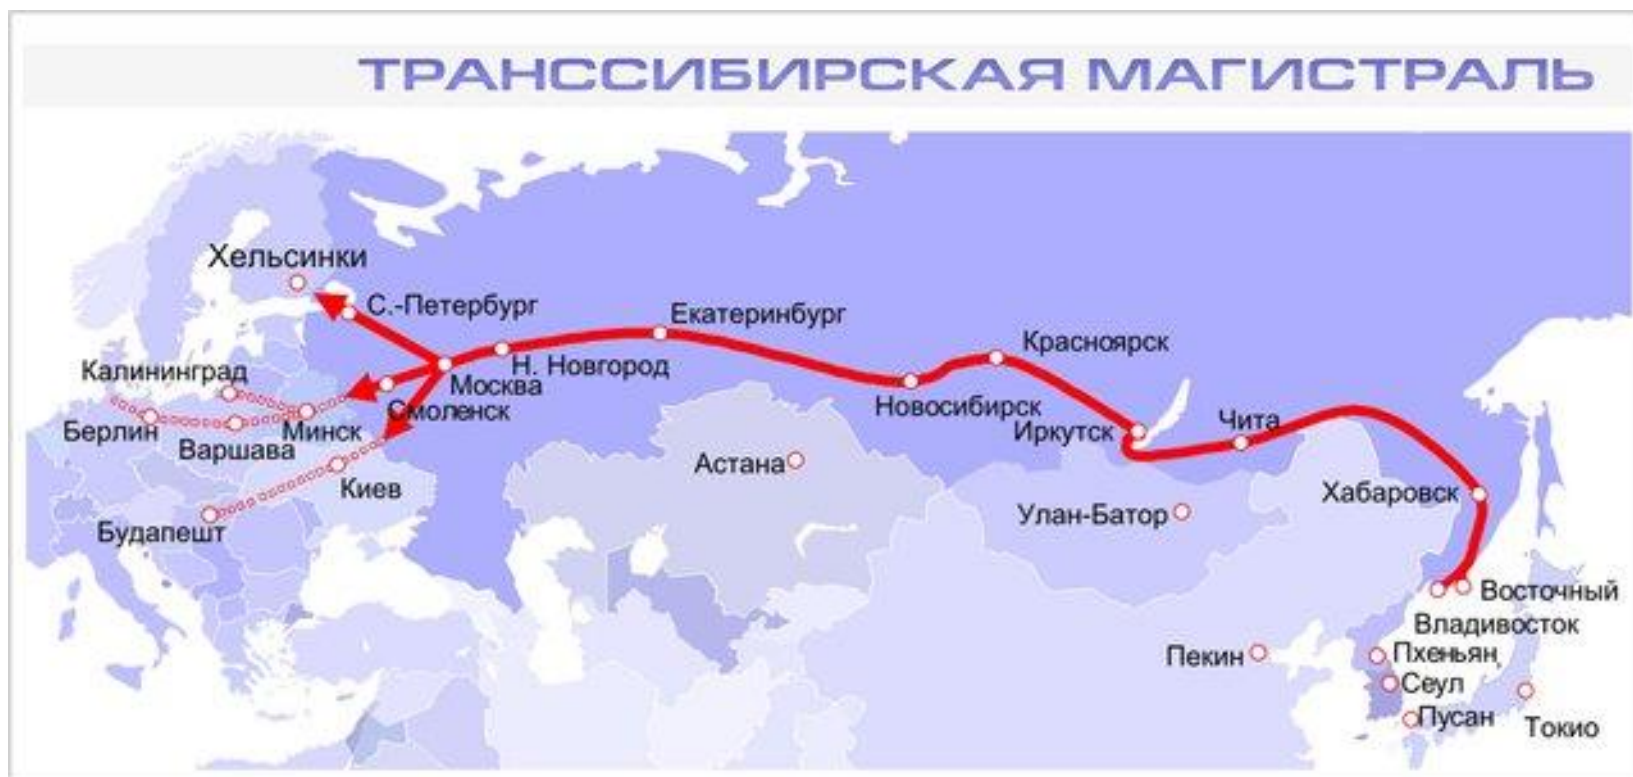 ТРАНССИБИРСКАЯ МАГИСТРАЛЬ
Хельсинки
С.-Петербург
Екатеринбург
Красноярск
Калининград
Н. Новгород
Москва
Смоленск
Новосибирск
Берлин
Варшава
Минск
Иркутск
Чита
Астана
Киев
Хабаровск
Улан-Батор
Будапешт
Восточный
Владивосток
Пекин
Пхеньян
Сеул
Пусан
Токио